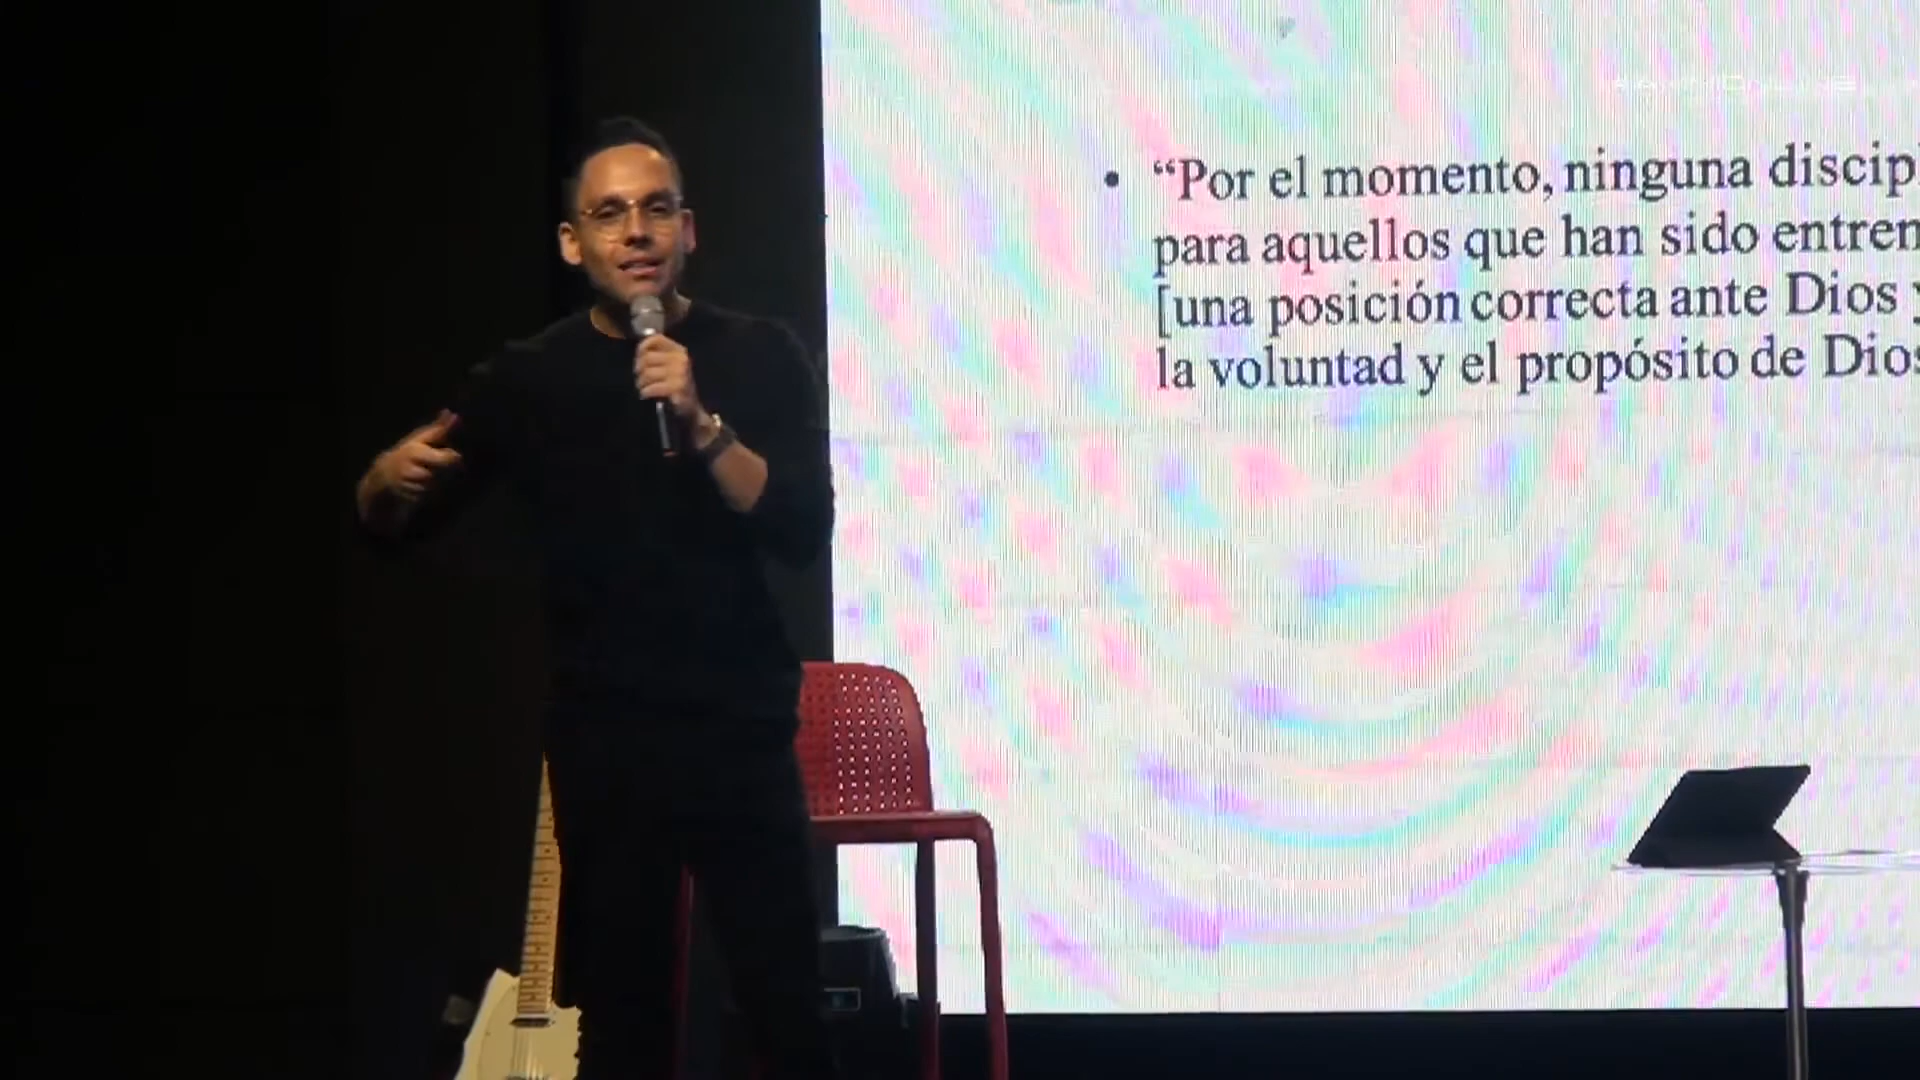 • “Por el momento, ninguna discip
para aquellos que han sido entren
[una posición correcta ante Dios y
la voluntad y el propósito de Dios